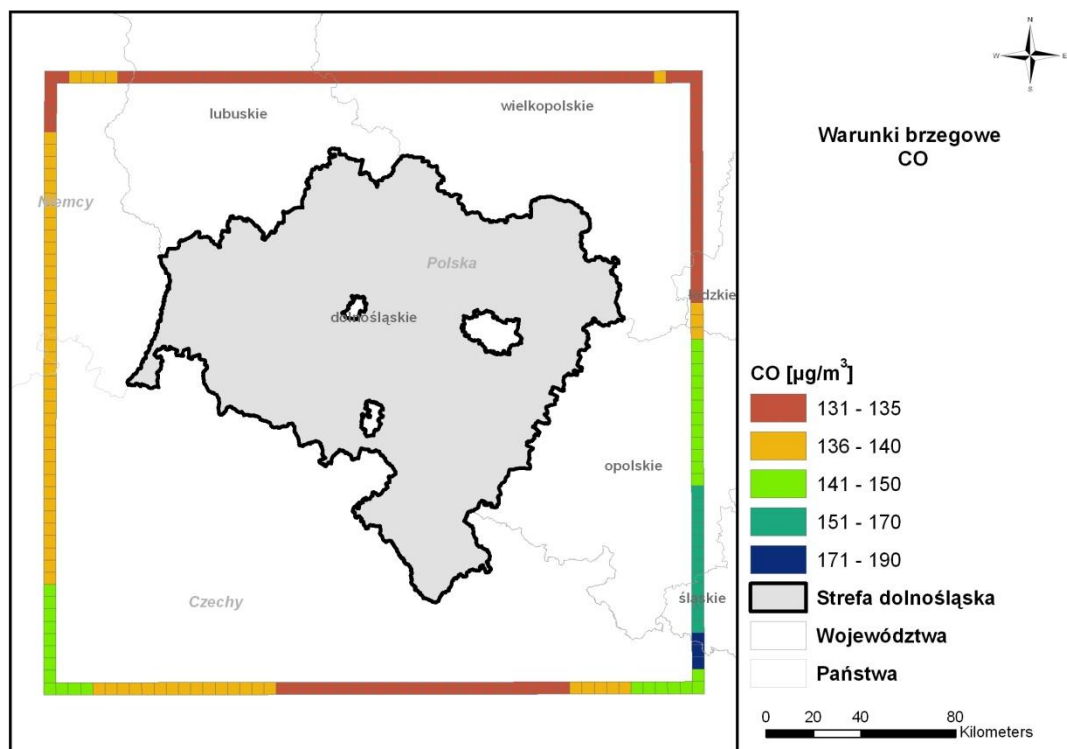 N
W E
S
Warunki brzegowe
CO
lubuskie
wielkopolskie
Niemcy
Polska
łódzkie
dolnośląskie
opolskie
Czechy
śląskie
CO [µg/m³]
131 - 135
136 - 140
141 - 150
151 - 170
171 - 190
Strefa dolnośląska
Województwa
Państwa
0 20 40 80
Kilometers